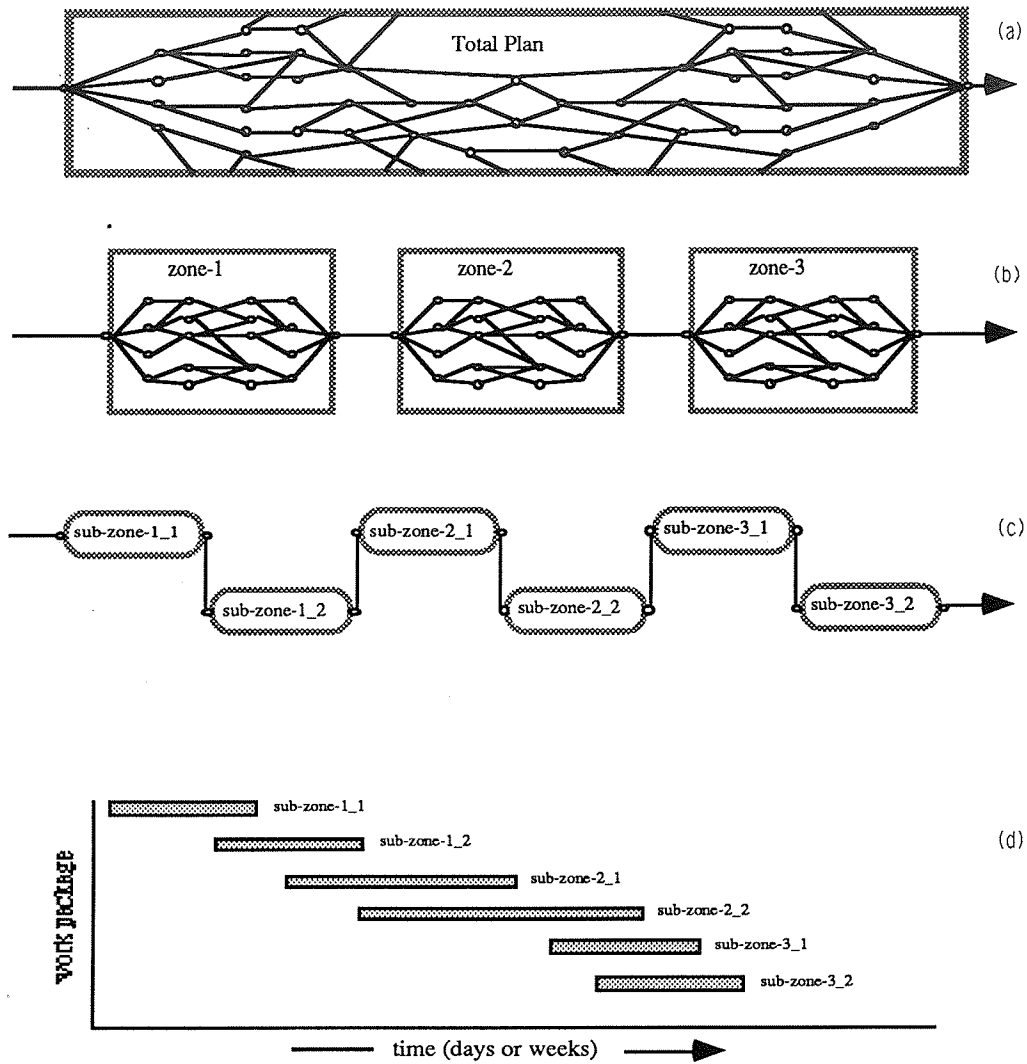 (a)
Total Plan
(b)
zone-1
zone-2
zone-3
(c)
sub-zone-1_1
sub-zone-2_1
sub-zone-3_1
sub-zone-1_2
sub-zone-2_2
sub-zone-3_2
(d)
work package
sub-zone-1_1
sub-zone-1_2
sub-zone-2_1
sub-zone-2_2
sub-zone-3_1
sub-zone-3_2
time (days or weeks)